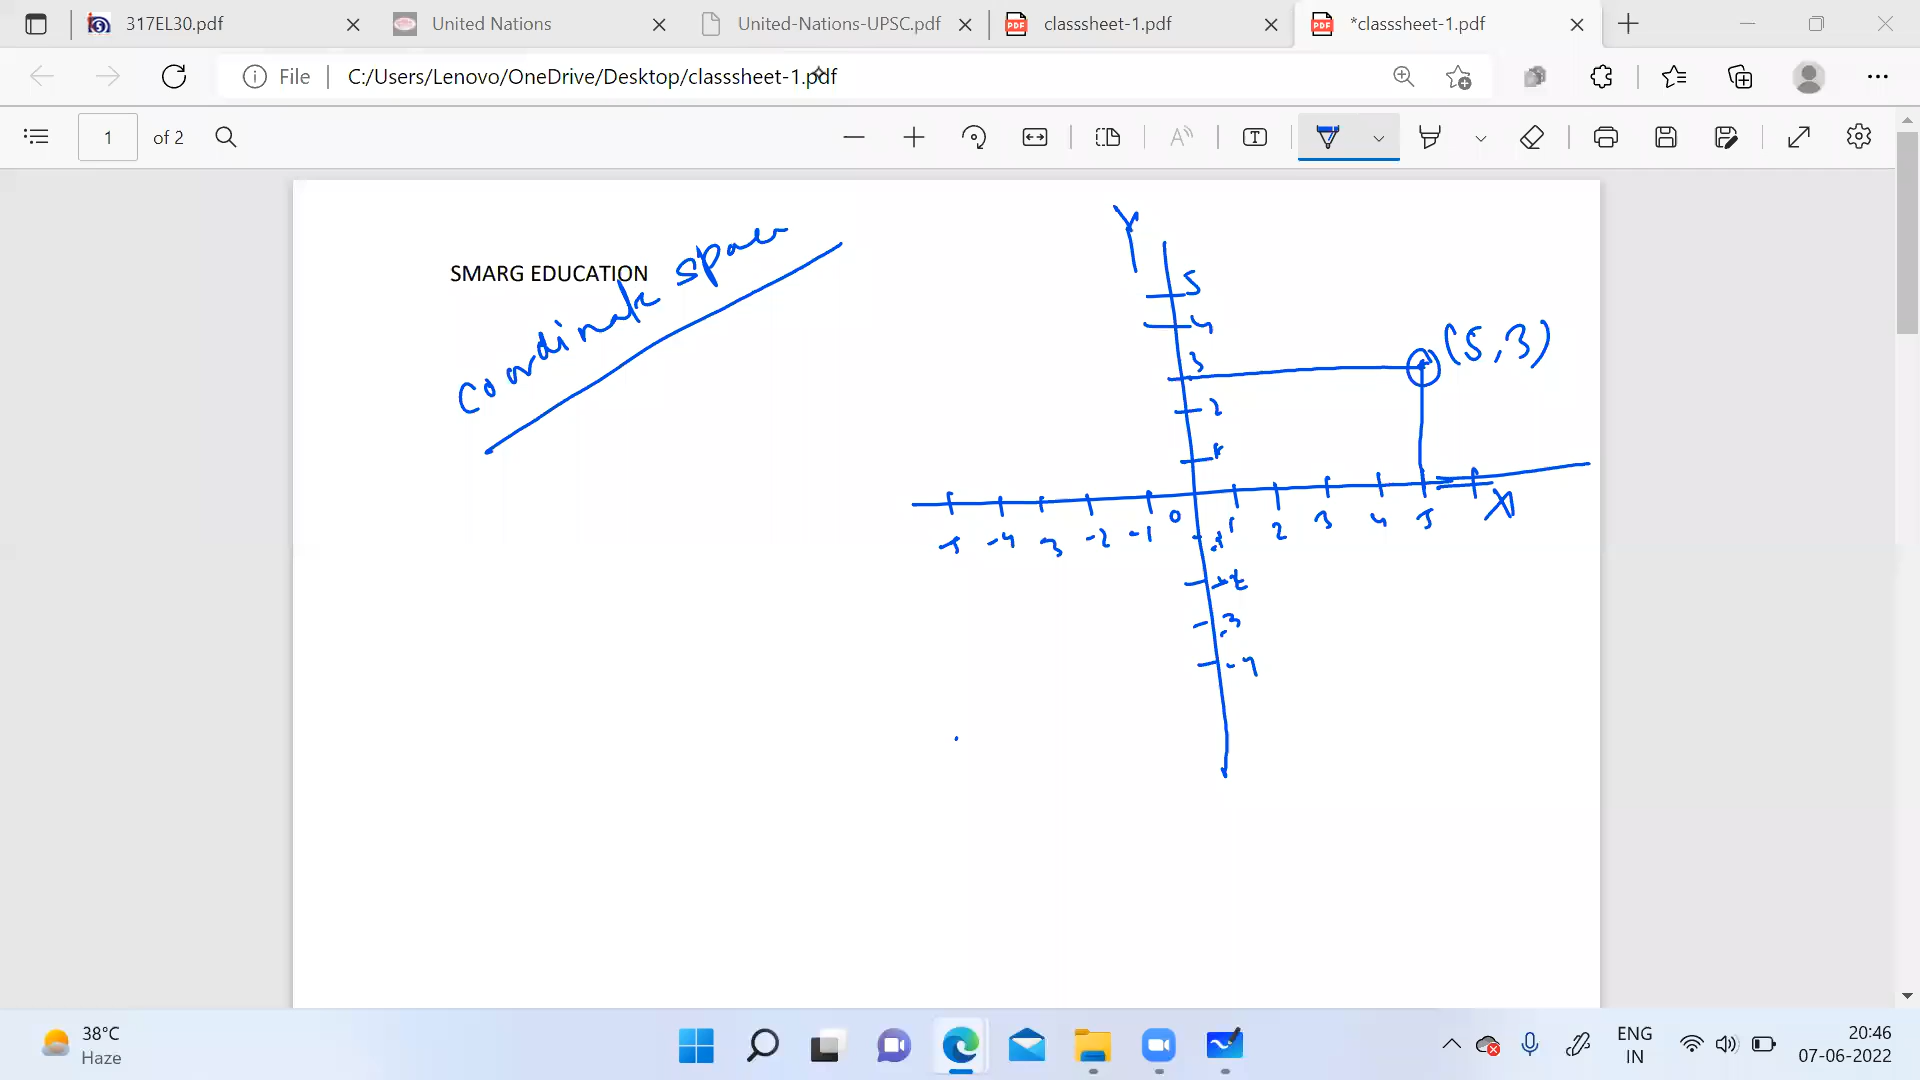 317EL30.pdf
United Nations
United-Nations-UPSC.pdf
classsheet-1.pdf
*classsheet-1.pdf
File
C:/Users/Lenovo/OneDrive/Desktop/classsheet-1.pdf
1 of 2
SMARG EDUCATION
coordinate space
Y
5
4
3
2
1
(5,3)
-5 -4 -3 -2 -1 0 1 2 3 4 5 X
-1
-2
-3
-4
38°C
Haze
ENG
IN
20:46
07-06-2022